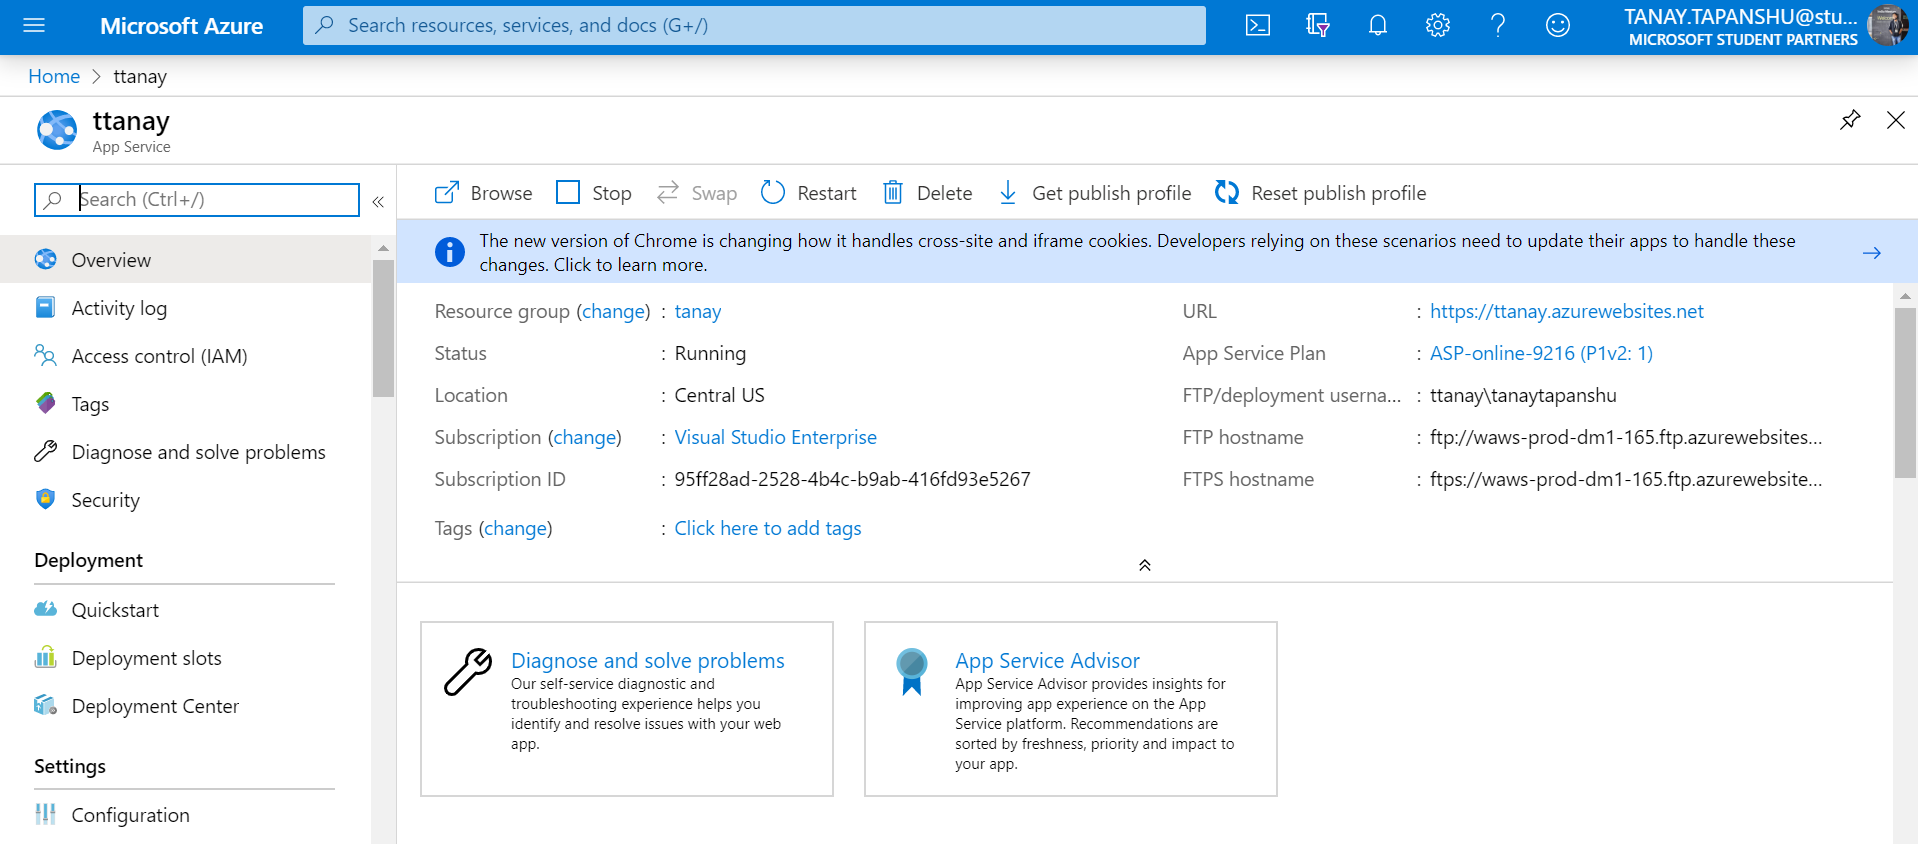 Microsoft Azure
Search resources, services, and docs (G+/)
TANAY.TAPANSHU@stu...
MICROSOFT STUDENT PARTNERS
Home > ttanay
ttanay
App Service
Search (Ctrl+/)
«
Overview
Activity log
Access control (IAM)
Tags
Diagnose and solve problems
Security
Deployment
Quickstart
Deployment slots
Deployment Center
Settings
Configuration
Browse Stop Swap Restart Delete Get publish profile Reset publish profile
The new version of Chrome is changing how it handles cross-site and iframe cookies. Developers relying on these scenarios need to update their apps to handle these
changes. Click to learn more.
Resource group (change) : tanay
Status : Running
Location : Central US
Subscription (change) : Visual Studio Enterprise
Subscription ID : 95ff28ad-2528-4b4c-b9ab-416fd93e5267
Tags (change) : Click here to add tags
URL : https://ttanay.azurewebsites.net
App Service Plan : ASP-online-9216 (P1v2: 1)
FTP/deployment userna... : ttanay\tanaytapanshu
FTP hostname : ftp://waws-prod-dm1-165.ftp.azurewebsites...
FTPS hostname : ftps://waws-prod-dm1-165.ftp.azurewebsite...
Diagnose and solve problems
Our self-service diagnostic and
troubleshooting experience helps you
identify and resolve issues with your web
app.
App Service Advisor
App Service Advisor provides insights for
improving app experience on the App
Service platform. Recommendations are
sorted by freshness, priority and impact to
your app.